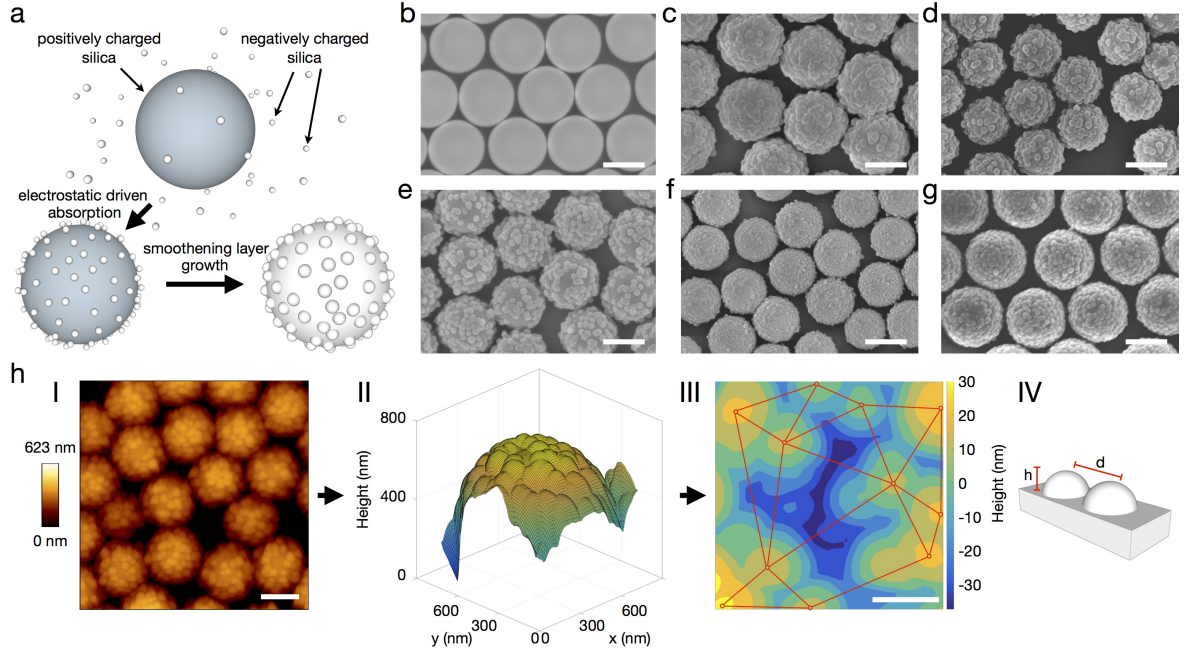 a
positively charged
silica
negatively charged
silica
electrostatic driven
absorption
smoothening layer
growth
b
c
d
e
f
g
h
I
623 nm
0 nm
II
800
400
0
Height (nm)
600
300
0
y (nm)
0
300
600
x (nm)
III
30
20
10
0
-10
-20
-30
Height (nm)
IV
h
d